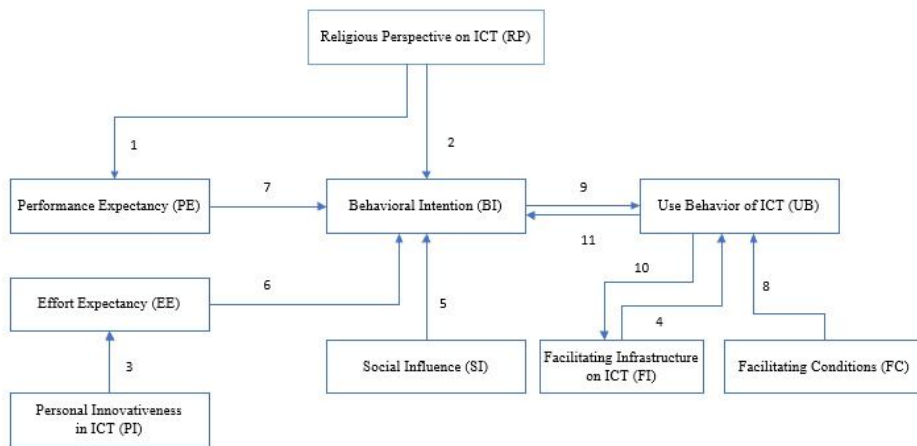 Religious Perspective on ICT (RP)
1
2
Performance Expectancy (PE)
7
Behavioral Intention (BI)
9
Use Behavior of ICT (UB)
11
Effort Expectancy (EE)
6
10
8
5
4
3
Social Influence (SI)
Facilitating Infrastructure
on ICT (FI)
Facilitating Conditions (FC)
Personal Innovativeness
in ICT (PI)